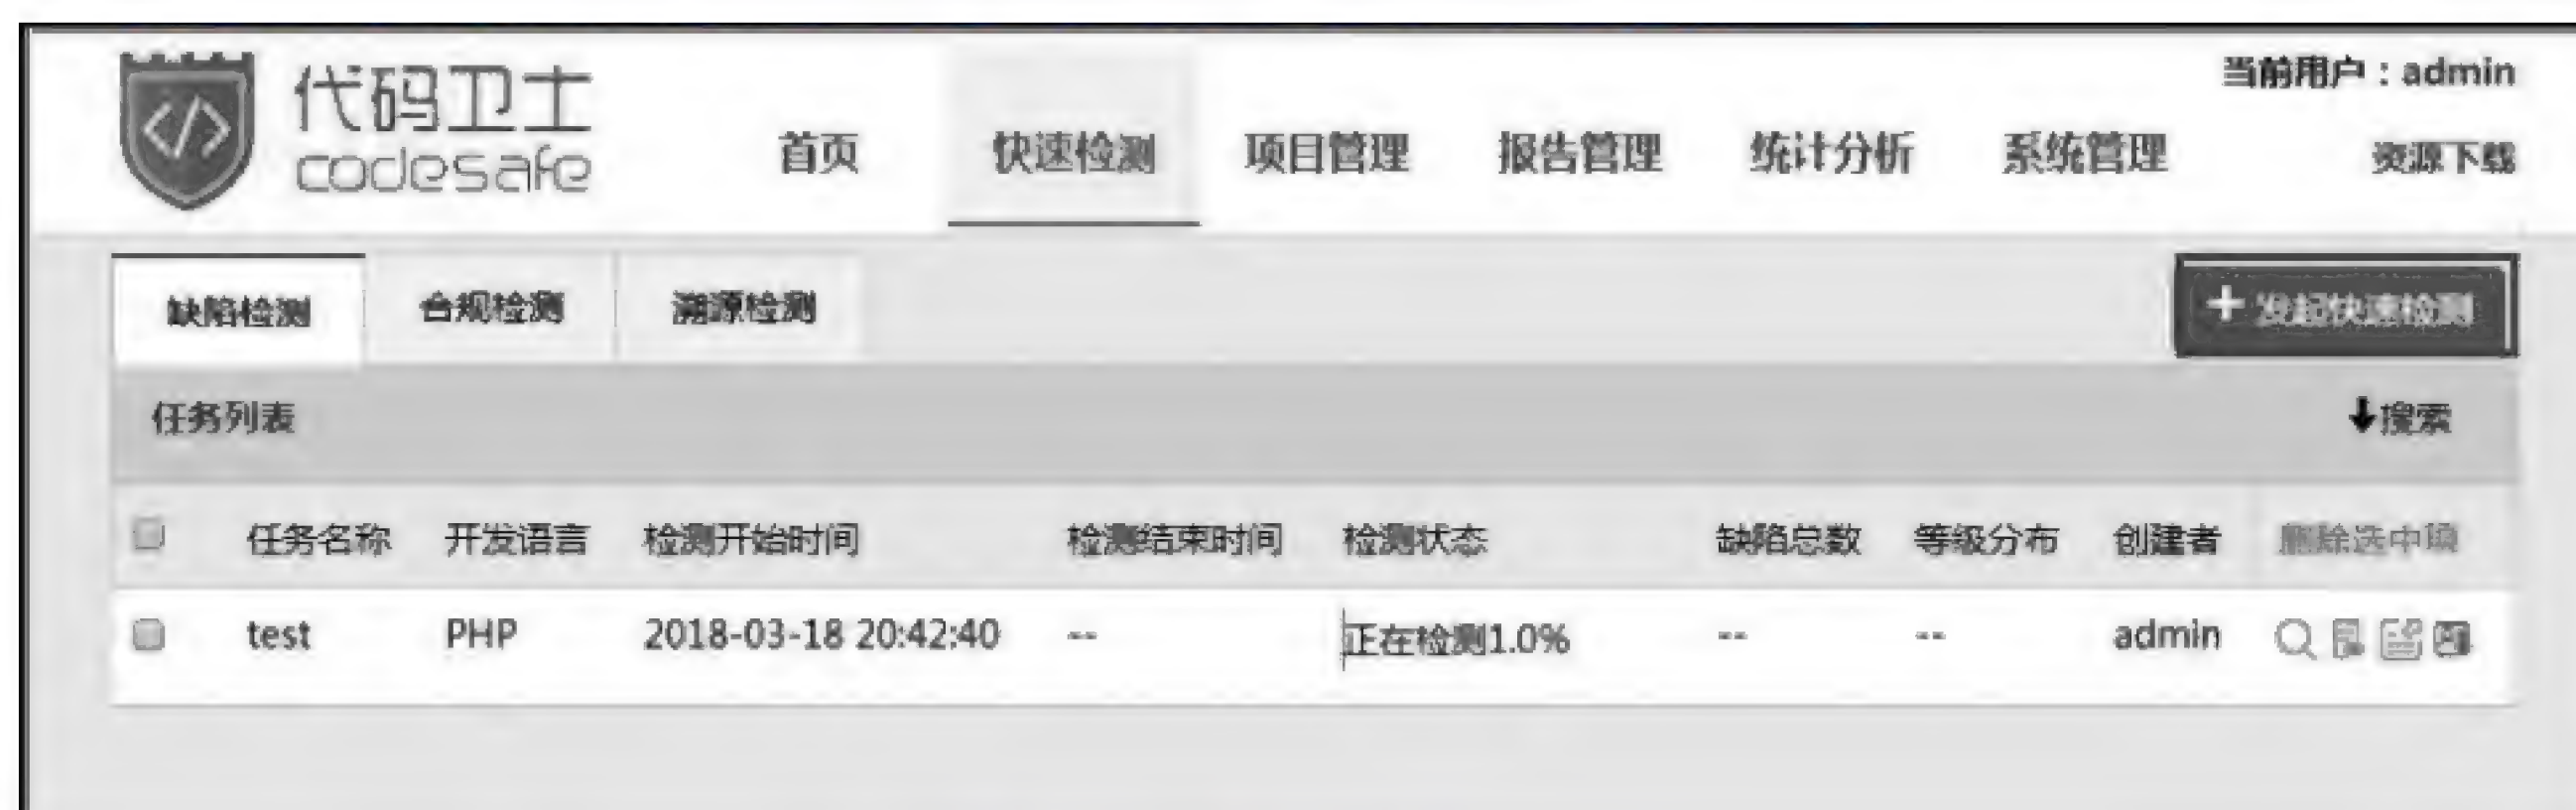 当前用户：admin
代码卫士
codesafe
首页 快速检测 项目管理 报告管理 统计分析 系统管理 资源下载
缺陷检测 合规检测 溯源检测 + 发起快速检测
任务列表 搜索
任务名称 开发语言 检测开始时间 检测结束时间 检测状态 缺陷总数 等级分布 创建者 删除选中项
test PHP 2018-03-18 20:42:40 -- 正在检测1.0% -- -- admin